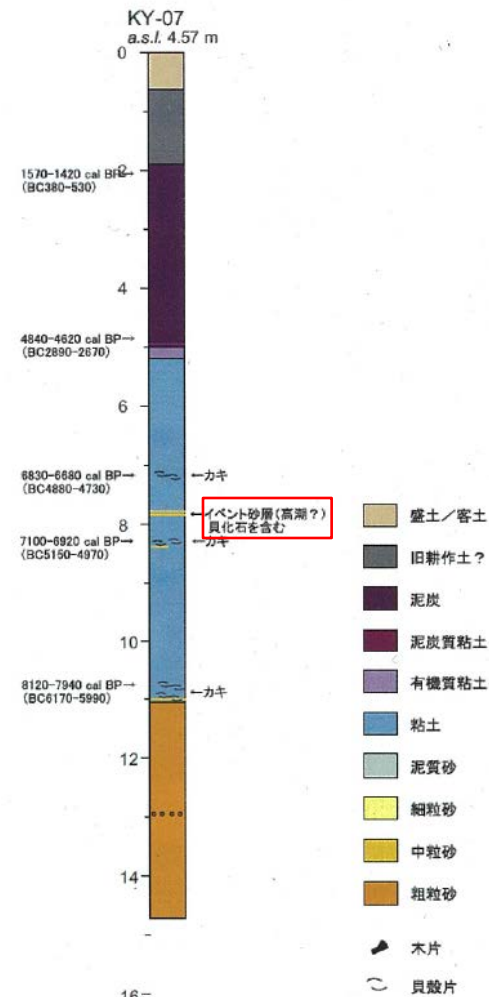 KY-07
a.s.l. 4.57 m
0
1570-1420 cal BP→
(BC380-530)
2
4
4840-4620 cal BP→
(BC2890-2670)
6
6830-6680 cal BP→
(BC4880-4730)
←カキ
←イベント砂層(高潮?)
貝化石を含む
8
7100-6920 cal BP→
(BC5150-4970)
←カキ
10
8120-7940 cal BP→
(BC6170-5990)
←カキ
12
14
16
盛土/客土
旧耕作土?
泥炭
泥炭質粘土
有機質粘土
粘土
泥質砂
細粒砂
中粒砂
粗粒砂
木片
貝殻片